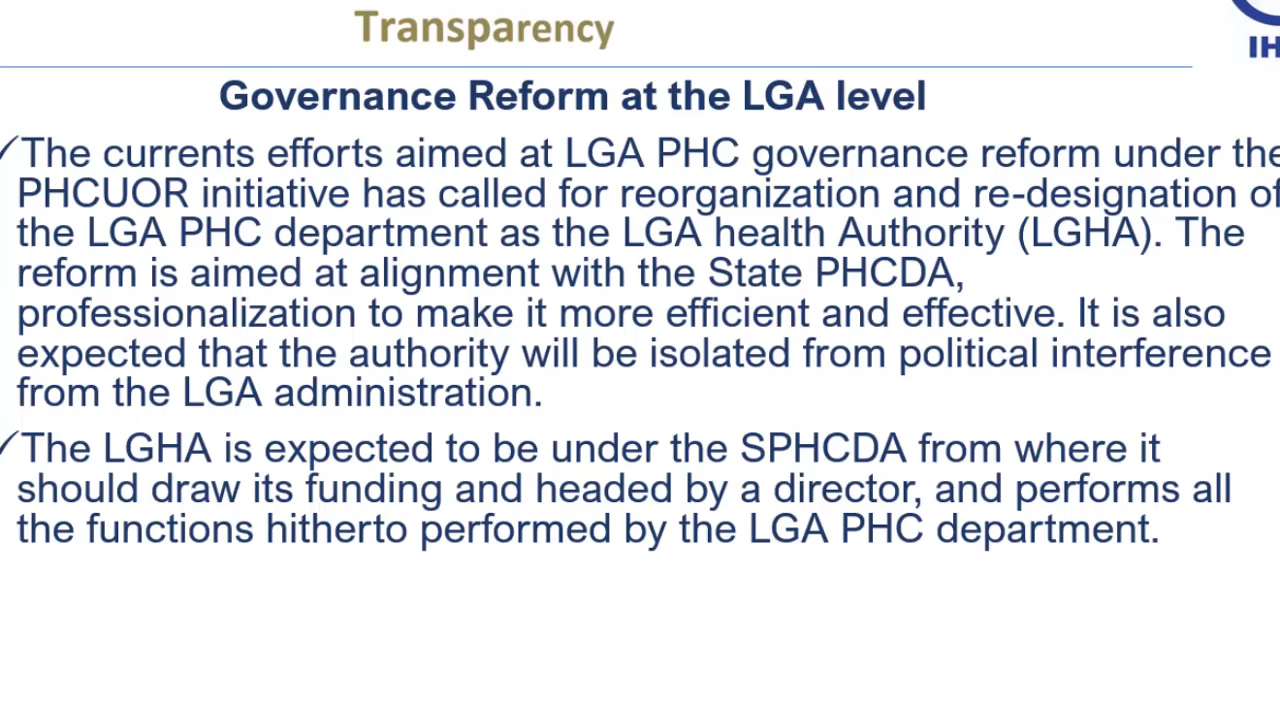 Transparency
IH
Governance Reform at the LGA level
✓The currents efforts aimed at LGA PHC governance reform under the
PHCUOR initiative has called for reorganization and re-designation of
the LGA PHC department as the LGA health Authority (LGHA). The
reform is aimed at alignment with the State PHCDA,
professionalization to make it more efficient and effective. It is also
expected that the authority will be isolated from political interference
from the LGA administration.
✓The LGHA is expected to be under the SPHCDA from where it
should draw its funding and headed by a director, and performs all
the functions hitherto performed by the LGA PHC department.